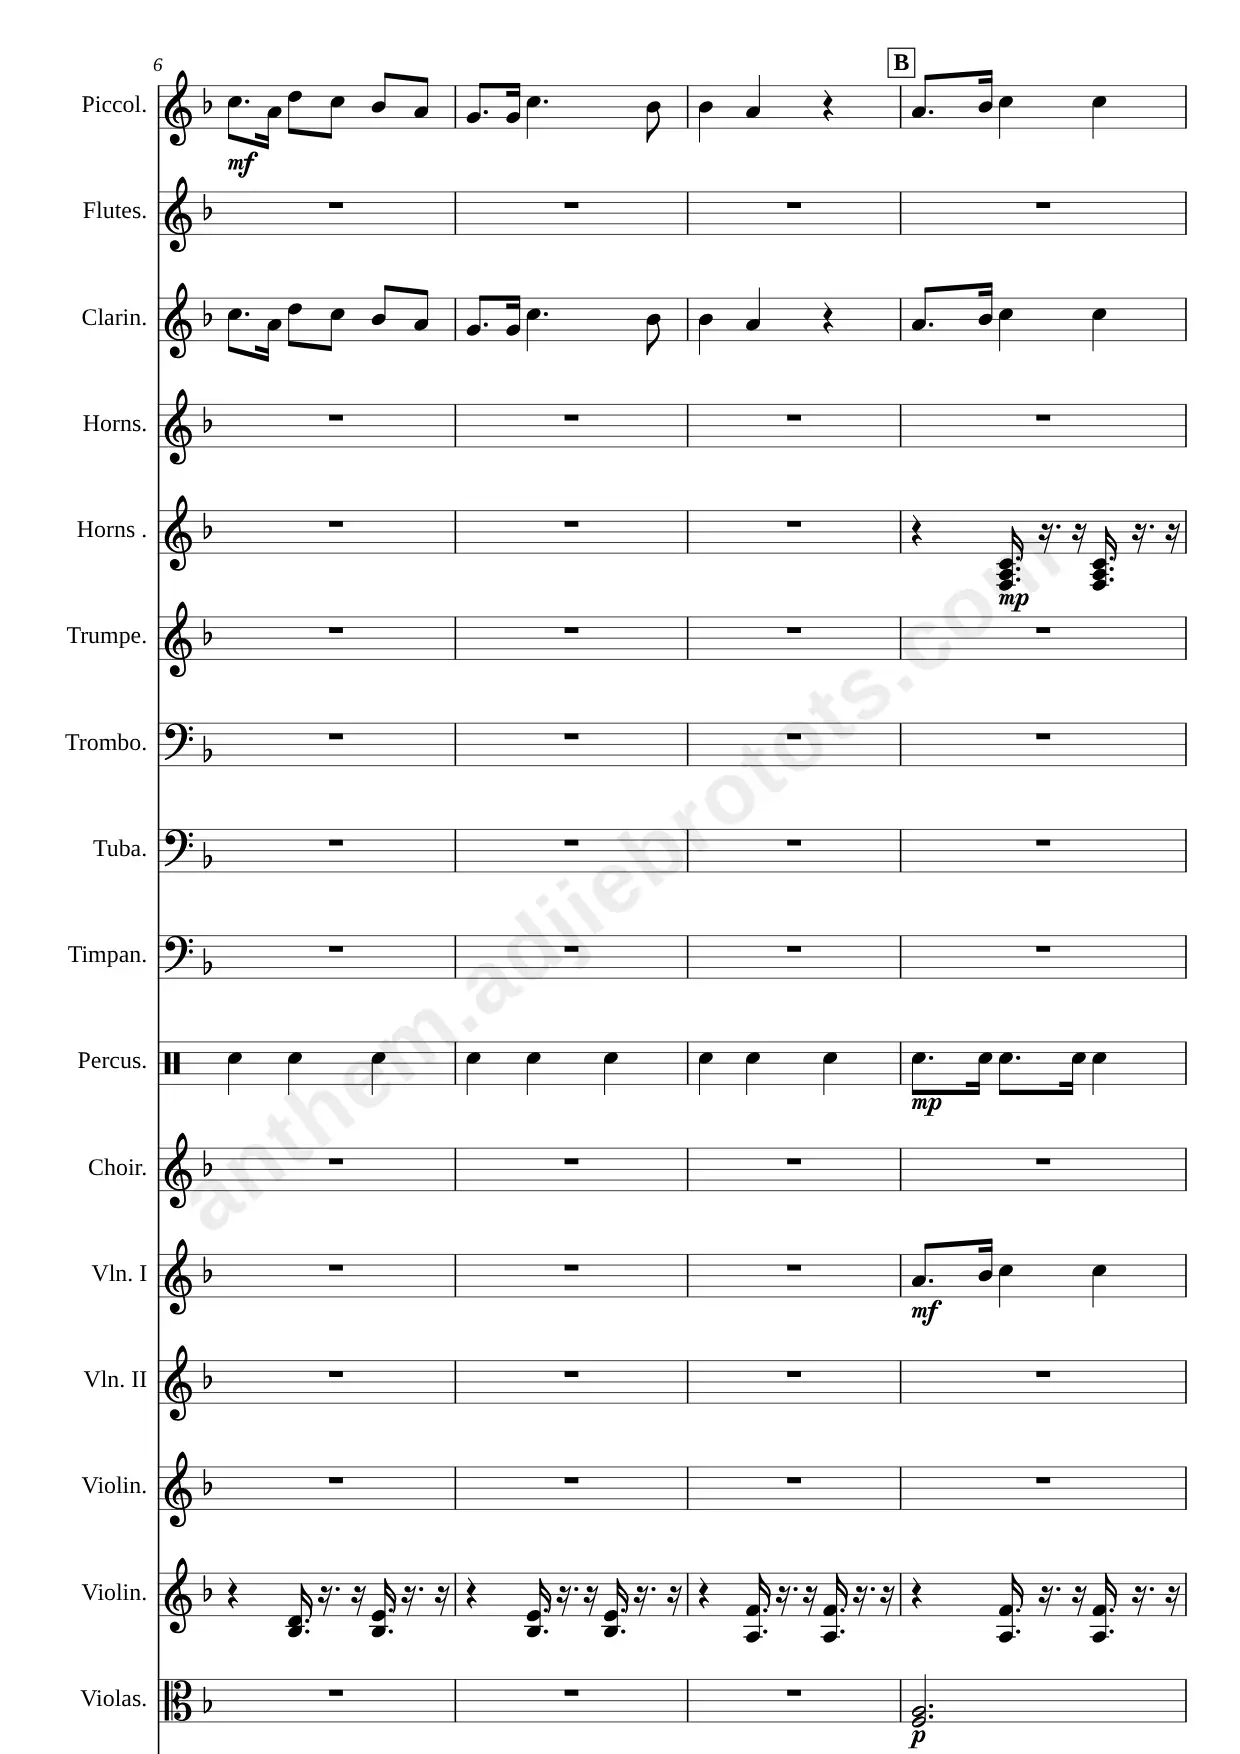 6
B
Piccol.
mf
Flutes.
Clarin.
Horns.
Horns .
mp
Trumpe.
Trombo.
Tuba.
Timpan.
Percus.
mp
Choir.
Vln. I
mf
Vln. II
Violin.
Violin.
Violas.
p
anthem.adjiebrotots.com